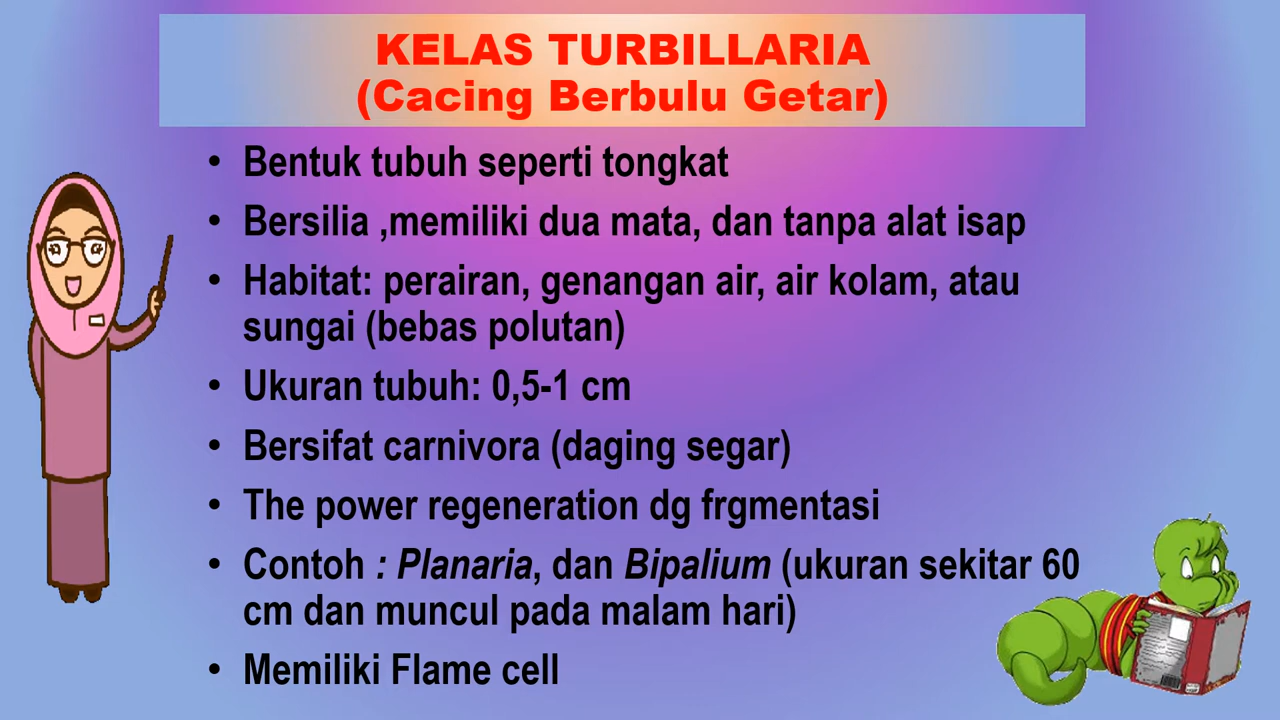 KELAS TURBILLARIA
(Cacing Berbulu Getar)
• Bentuk tubuh seperti tongkat
• Bersilia ,memiliki dua mata, dan tanpa alat isap
• Habitat: perairan, genangan air, air kolam, atau
sungai (bebas polutan)
• Ukuran tubuh: 0,5-1 cm
• Bersifat carnivora (daging segar)
• The power regeneration dg frgmentasi
• Contoh : Planaria, dan Bipalium (ukuran sekitar 60
cm dan muncul pada malam hari)
• Memiliki Flame cell